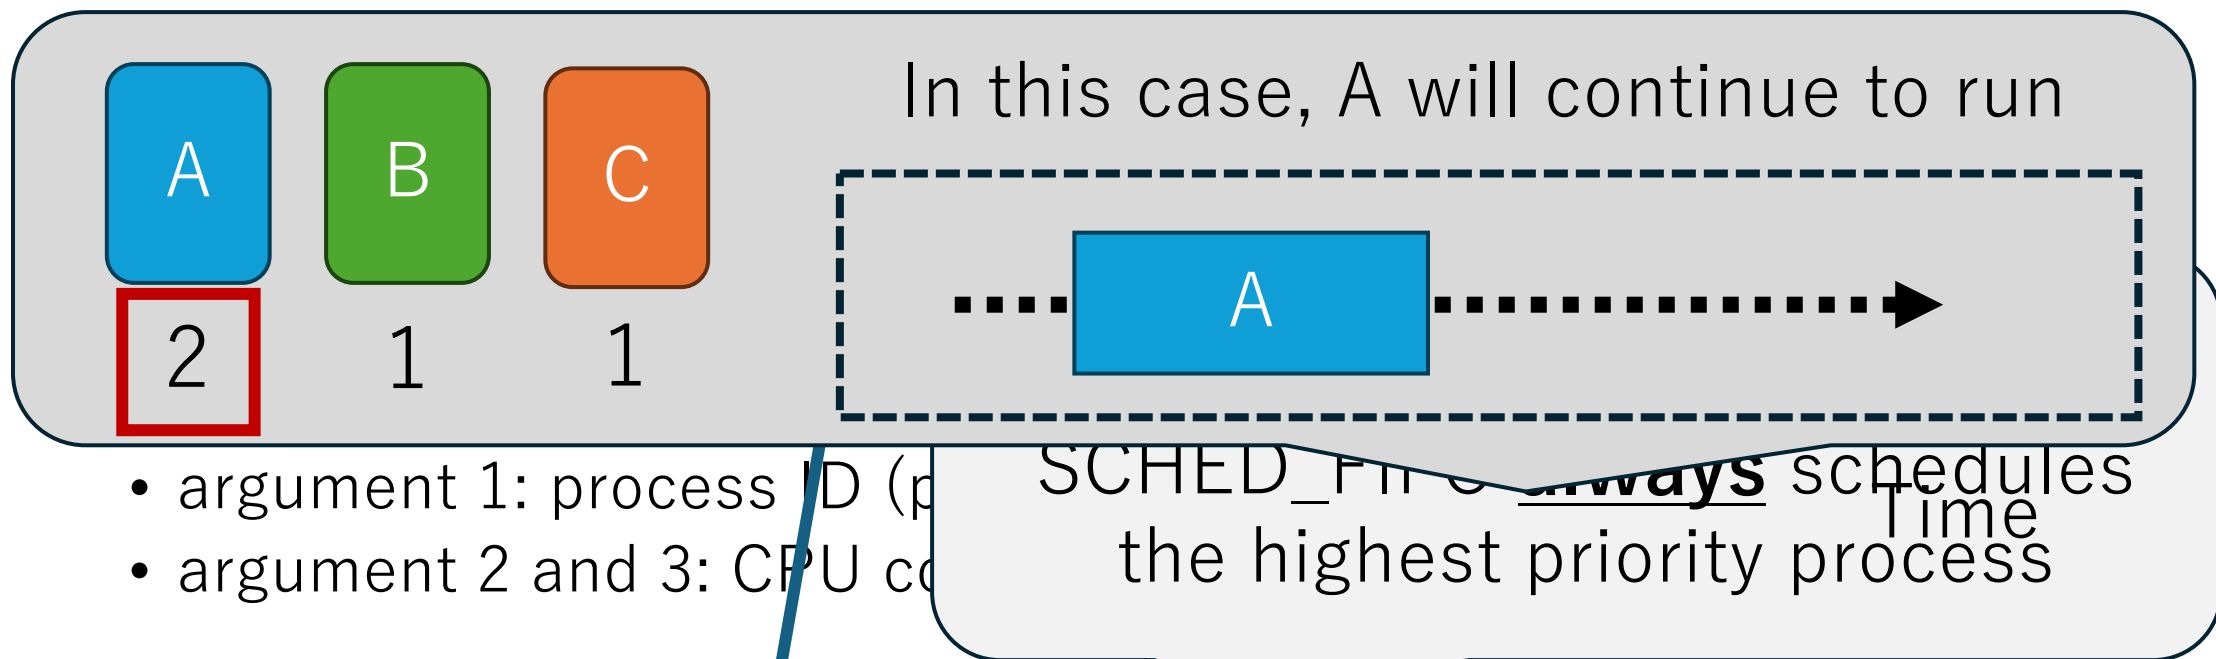 In this case, A will continue to run
A B C
A
2 1 1
• argument 1: process ID (p
SCHED_FIFO always schedules
Time
• argument 2 and 3: CPU co
the highest priority process